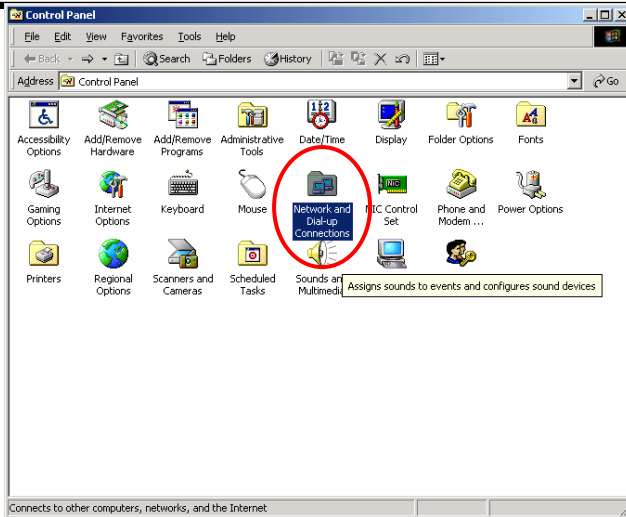 Control Panel
File Edit View Favorites Tools Help
Back Search Folders History
Address Control Panel Go
Accessibility Options
Add/Remove Hardware
Add/Remove Programs
Administrative Tools
Date/Time
Display
Folder Options
Fonts
Gaming Options
Internet Options
Keyboard
Mouse
Network and Dial-up Connections
NIC
NIC Control Set
Phone and Modem ...
Power Options
Printers
Regional Options
Scanners and Cameras
Scheduled Tasks
Sounds and Multimedia
Assigns sounds to events and configures sound devices
Connects to other computers, networks, and the Internet